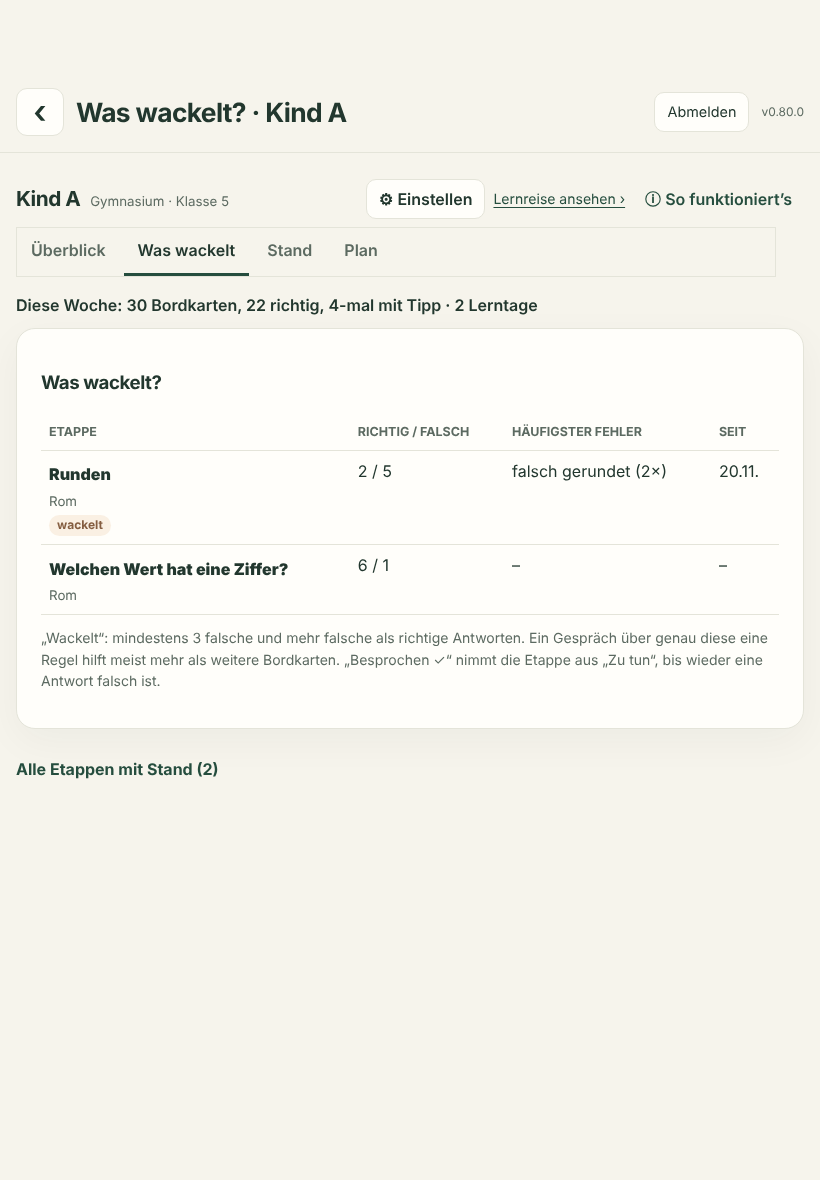 ‹ Was wackelt? · Kind A Abmelden v0.80.0
Kind A Gymnasium · Klasse 5 ⚙ Einstellen Lernreise ansehen › ⓘ So funktioniert’s
Überblick Was wackelt Stand Plan
Diese Woche: 30 Bordkarten, 22 richtig, 4-mal mit Tipp · 2 Lerntage
Was wackelt?
ETAPPE RICHTIG / FALSCH HÄUFIGSTER FEHLER SEIT
Runden 2 / 5 falsch gerundet (2×) 20.11.
Rom
wackelt
Welchen Wert hat eine Ziffer? 6 / 1 – –
Rom
„Wackelt“: mindestens 3 falsche und mehr falsche als richtige Antworten. Ein Gespräch über genau diese eine
Regel hilft meist mehr als weitere Bordkarten. „Besprochen ✓“ nimmt die Etappe aus „Zu tun“, bis wieder eine
Antwort falsch ist.
Alle Etappen mit Stand (2)